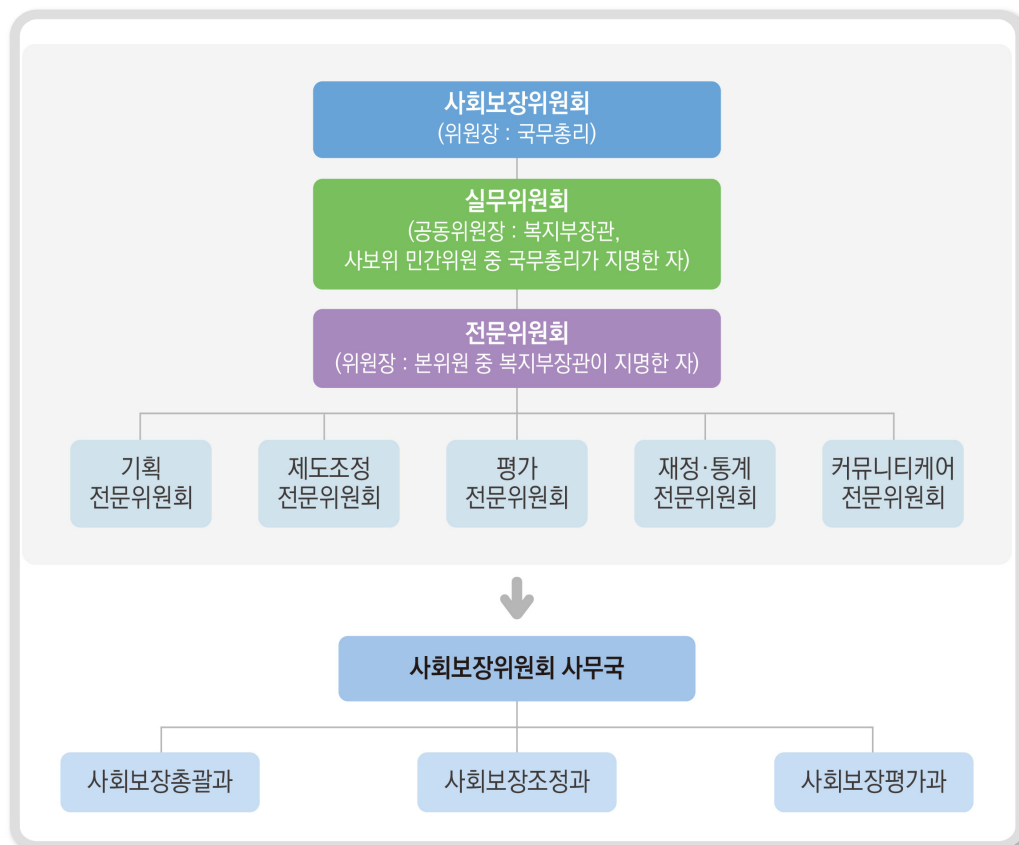 사회보장위원회
(위원장 : 국무총리)
실무위원회
(공동위원장 : 복지부장관,
사보위 민간위원 중 국무총리가 지명한 자)
전문위원회
(위원장 : 본위원 중 복지부장관이 지명한 자)
기획
전문위원회
제도조정
전문위원회
평가
전문위원회
재정·통계
전문위원회
커뮤니티케어
전문위원회
사회보장위원회 사무국
사회보장총괄과
사회보장조정과
사회보장평가과